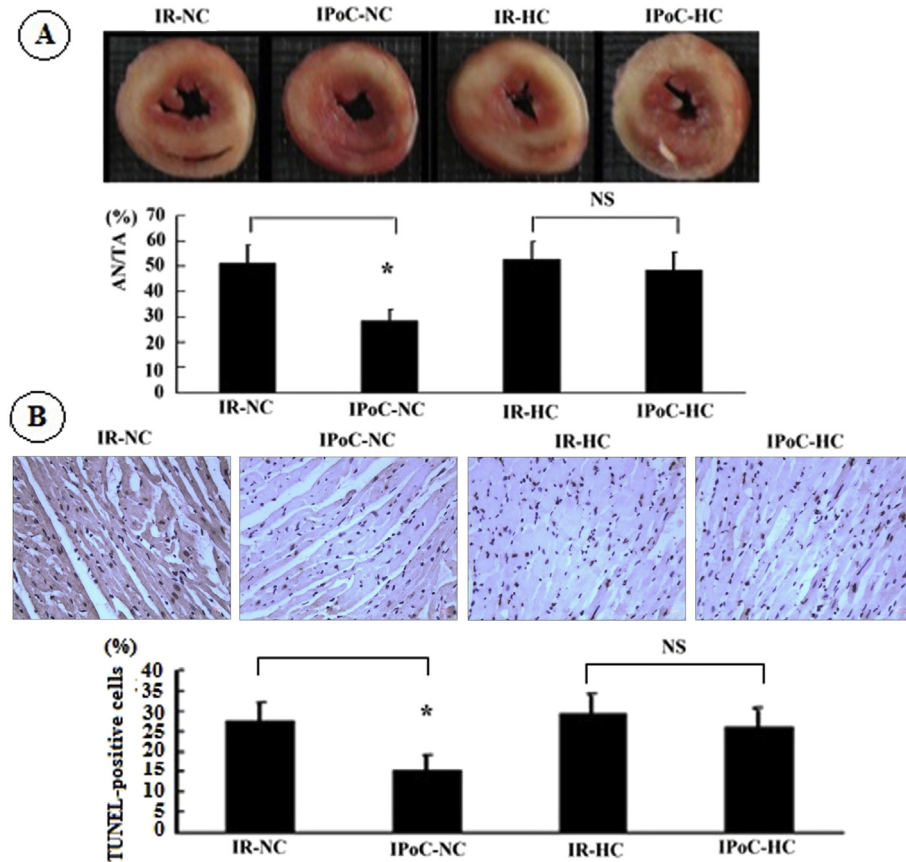 A
IR-NC IPoC-NC IR-HC IPoC-HC
(%)
AN/TA
70
60
50
40
30
20
10
0
*
NS
IR-NC IPoC-NC IR-HC IPoC-HC
B
IR-NC IPoC-NC IR-HC IPoC-HC
(%)
TUNEL-positive cells
40
35
30
25
20
15
10
5
0
*
NS
IR-NC IPoC-NC IR-HC IPoC-HC